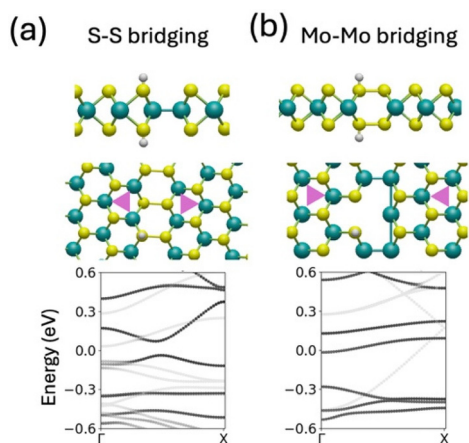 (a) S-S bridging
(b) Mo-Mo bridging
Energy (eV)
0.6
0.3
0.0
−0.3
−0.6
Γ X
0.6
0.3
0.0
−0.3
−0.6
Γ X